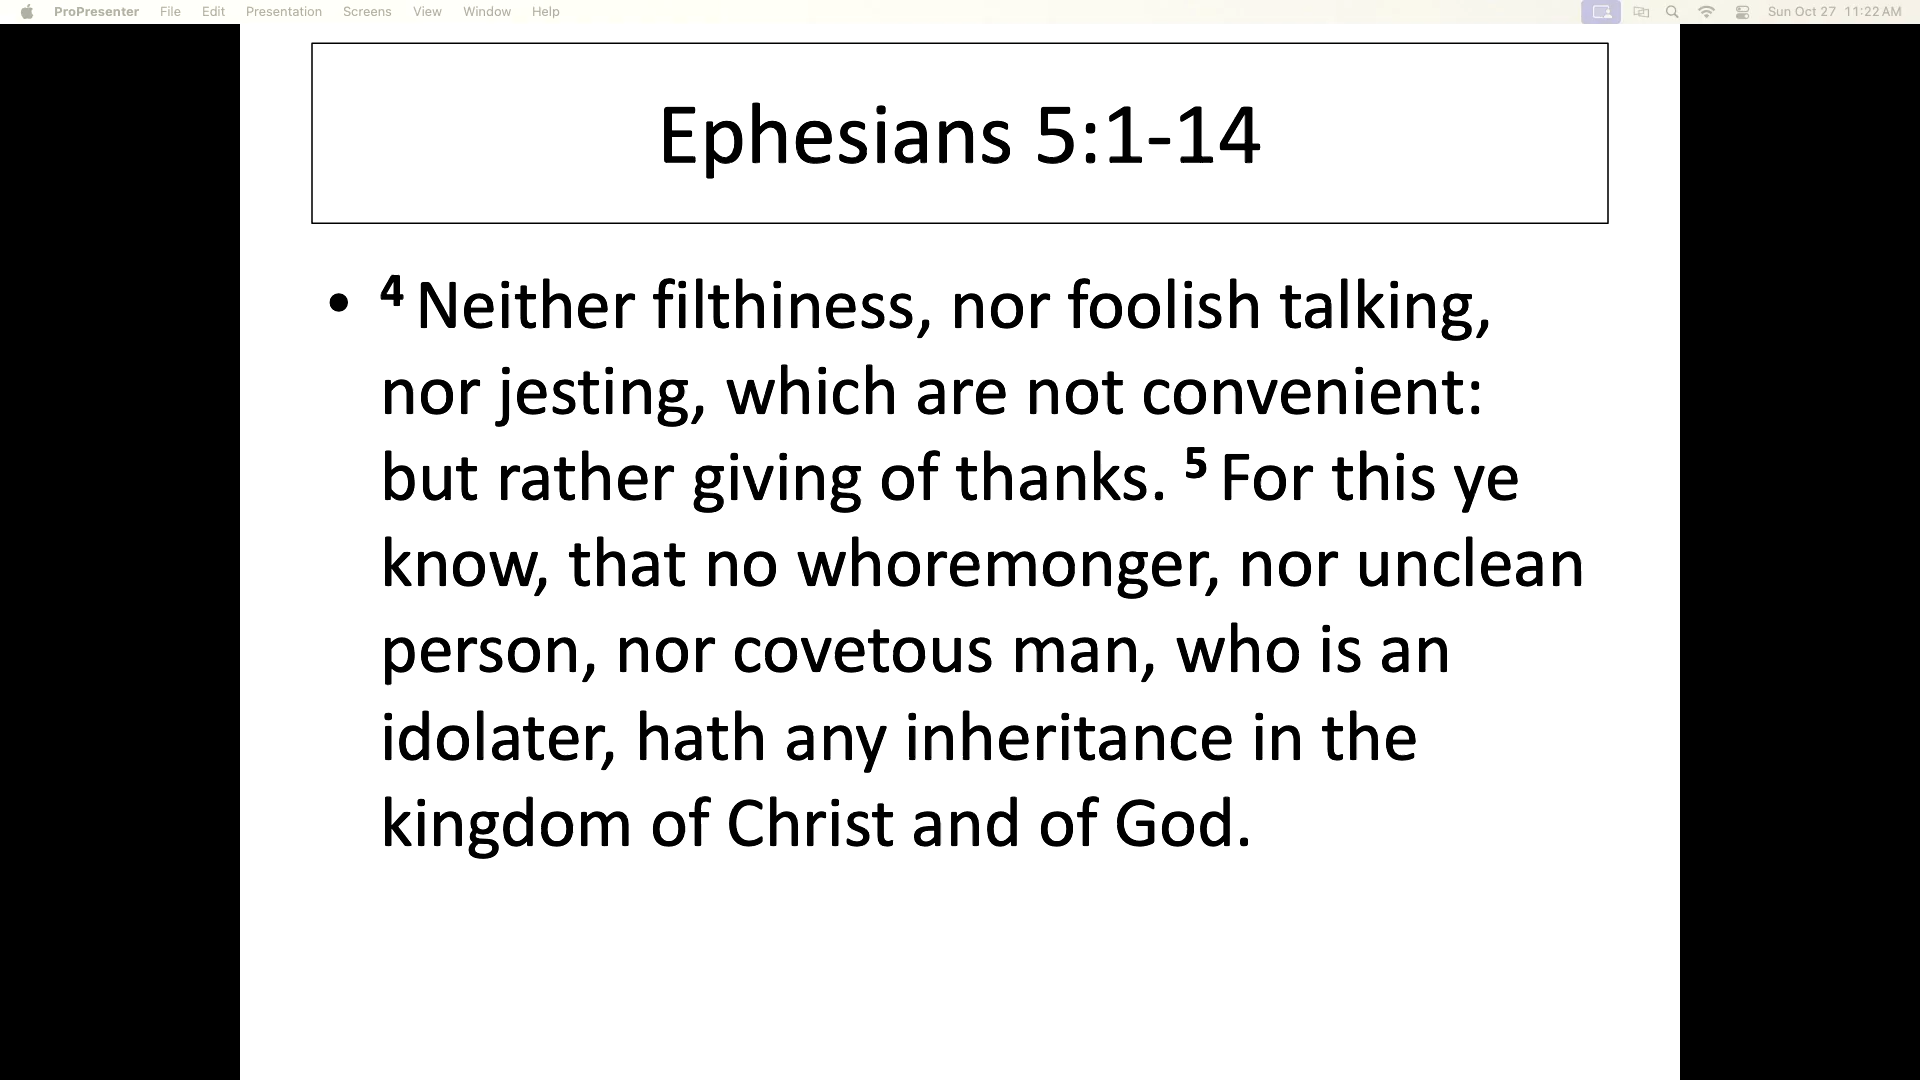 ProPresenter File Edit Presentation Screens View Window Help Sun Oct 27 11:22 AM
Ephesians 5:1-14
• 4 Neither filthiness, nor foolish talking,
nor jesting, which are not convenient:
but rather giving of thanks. 5 For this ye
know, that no whoremonger, nor unclean
person, nor covetous man, who is an
idolater, hath any inheritance in the
kingdom of Christ and of God.